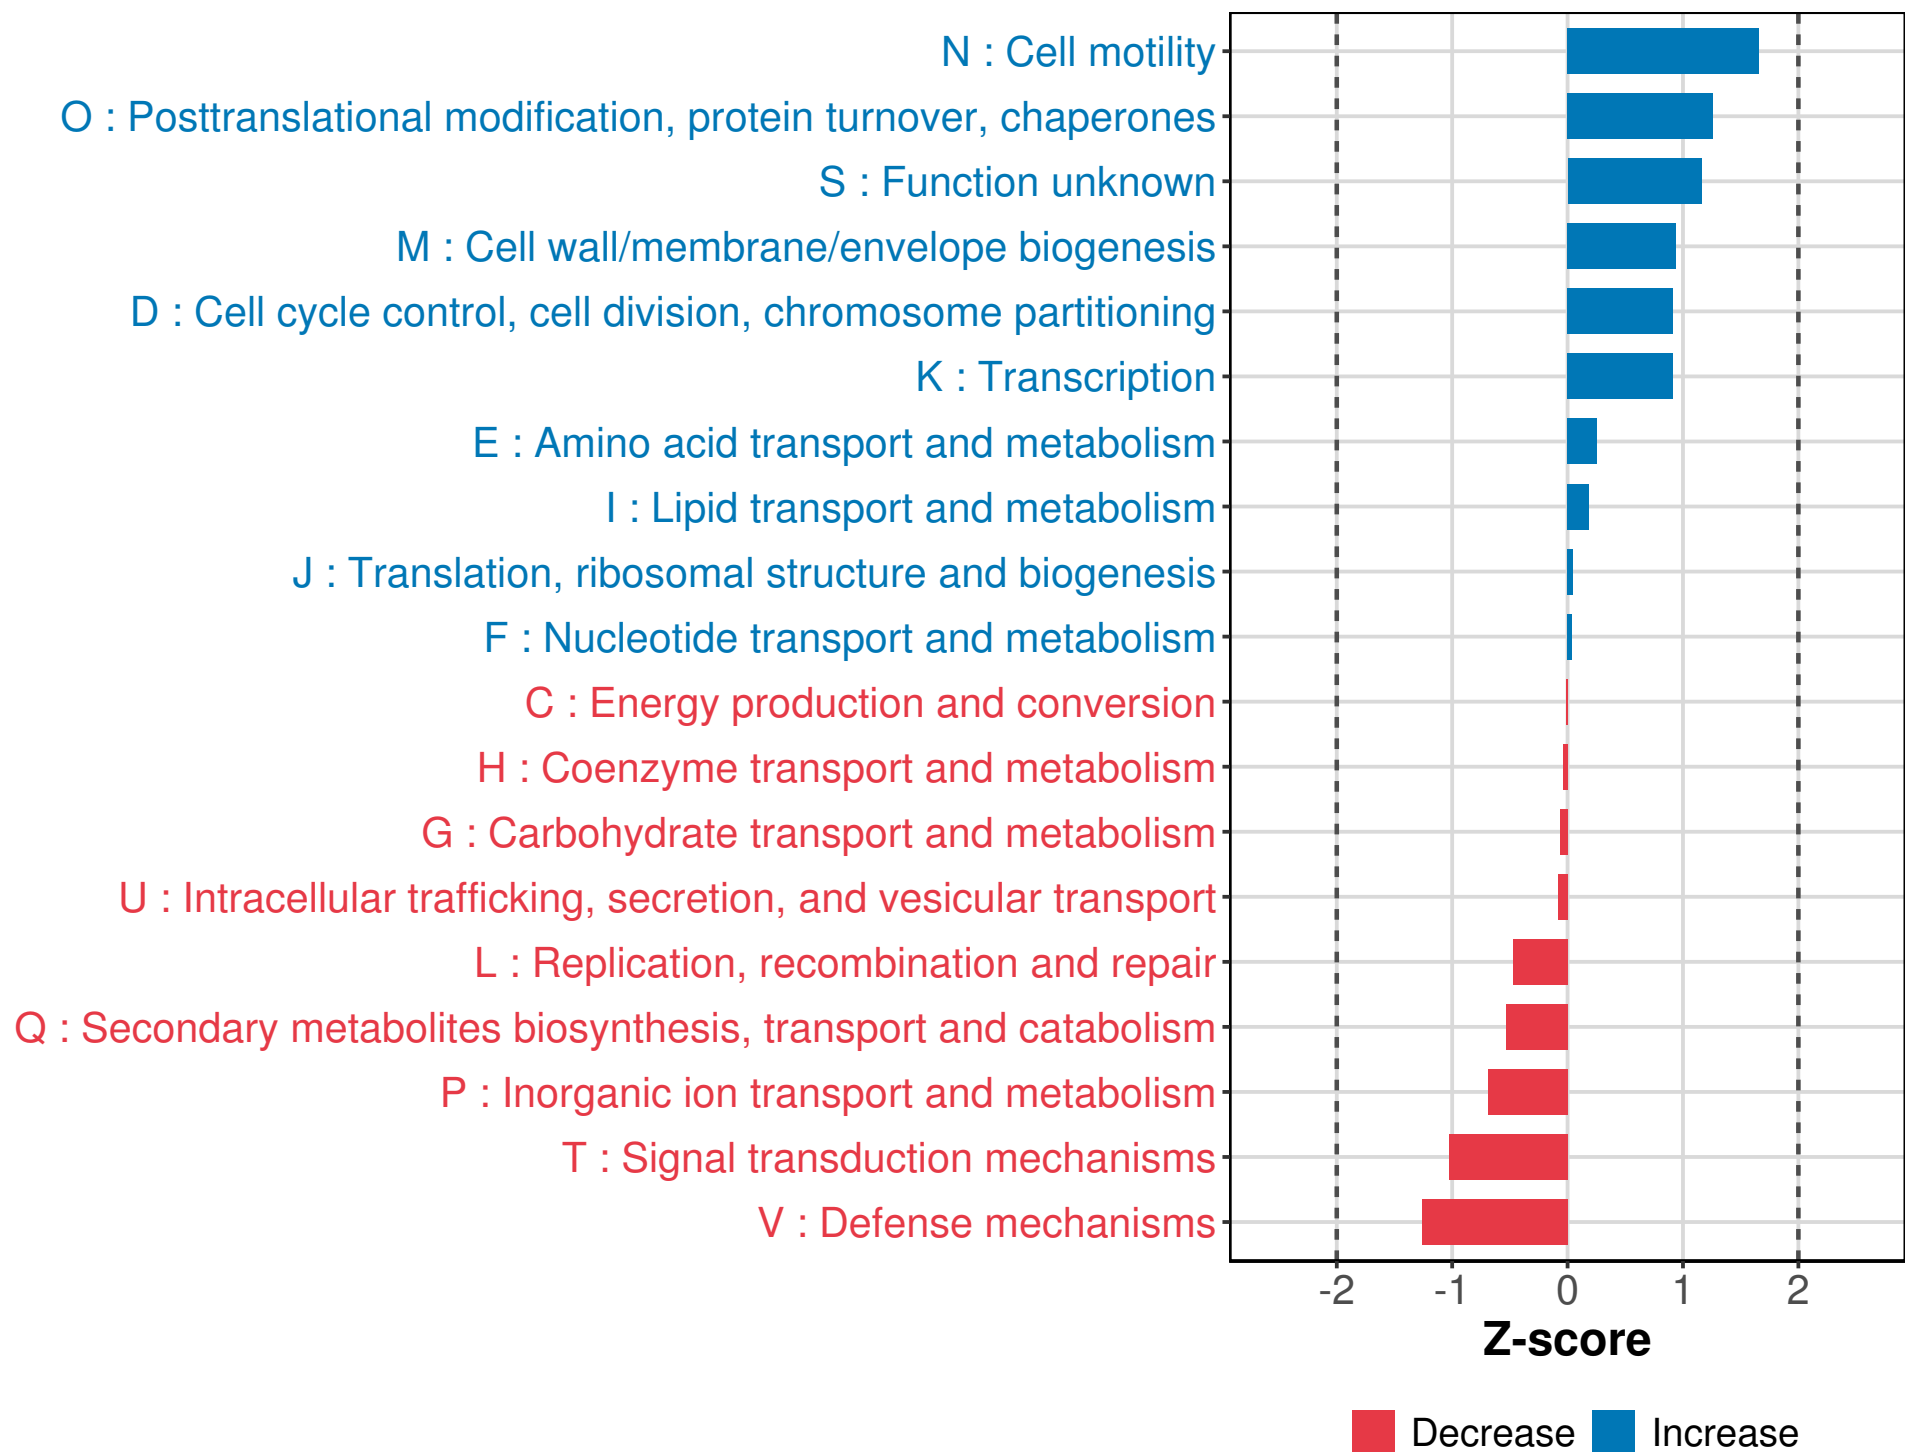 N : Cell motility
O : Posttranslational modification, protein turnover, chaperones
S : Function unknown
M : Cell wall/membrane/envelope biogenesis
D : Cell cycle control, cell division, chromosome partitioning
K : Transcription
E : Amino acid transport and metabolism
I : Lipid transport and metabolism
J : Translation, ribosomal structure and biogenesis
F : Nucleotide transport and metabolism
C : Energy production and conversion
H : Coenzyme transport and metabolism
G : Carbohydrate transport and metabolism
U : Intracellular trafficking, secretion, and vesicular transport
L : Replication, recombination and repair
Q : Secondary metabolites biosynthesis, transport and catabolism
P : Inorganic ion transport and metabolism
T : Signal transduction mechanisms
V : Defense mechanisms
-2 -1 0 1 2
Z-score
Decrease Increase